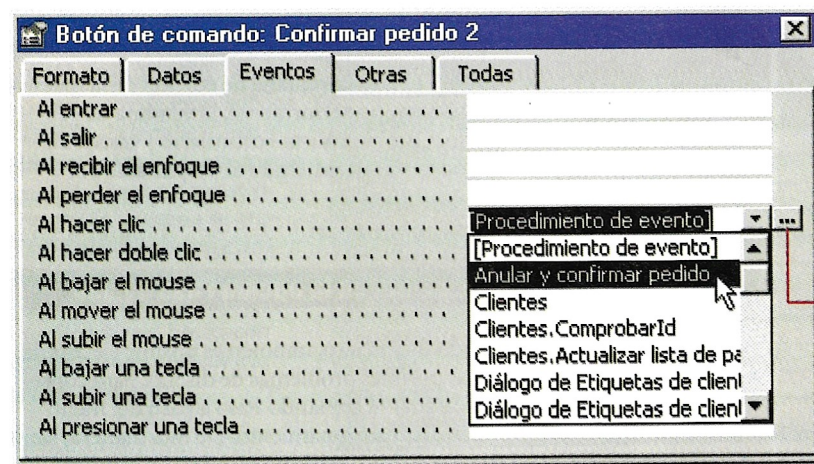 Botón de comando: Confirmar pedido 2
Formato Datos Eventos Otras Todas
Al entrar
Al salir
Al recibir el enfoque
Al perder el enfoque
Al hacer clic [Procedimiento de evento] ...
Al hacer doble clic [Procedimiento de evento]
Al bajar el mouse Anular y confirmar pedido
Al mover el mouse Clientes
Al subir el mouse Clientes.ComprobarId
Al bajar una tecla Clientes.Actualizar lista de pa
Al subir una tecla Diálogo de Etiquetas de client
Al presionar una tecla Diálogo de Etiquetas de client